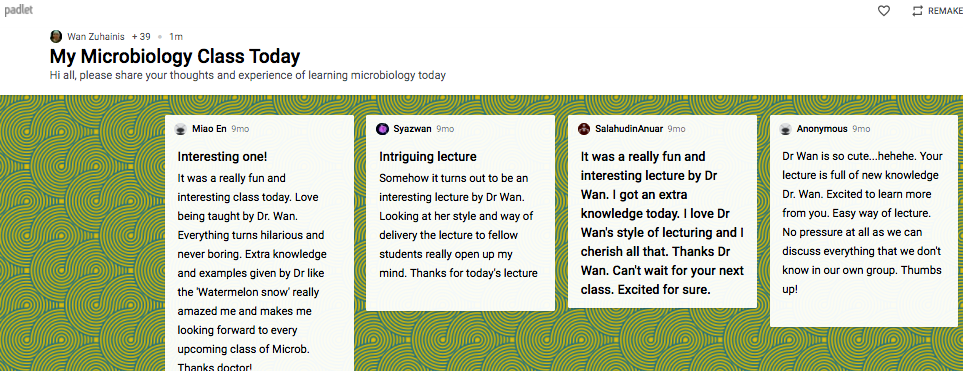 padlet
REMAKE
Wan Zuhainis + 39 • 1m
My Microbiology Class Today
Hi all, please share your thoughts and experience of learning microbiology today
Miao En 9mo
Interesting one!
It was a really fun and
interesting class today. Love
being taught by Dr. Wan.
Everything turns hilarious and
never boring. Extra knowledge
and examples given by Dr like
the 'Watermelon snow' really
amazed me and makes me
looking forward to every
upcoming class of Microb.
Thanks doctor!
Syazwan 9mo
Intriguing lecture
Somehow it turns out to be an
interesting lecture by Dr Wan.
Looking at her style and way of
delivery the lecture to fellow
students really open up my
mind. Thanks for today's lecture
SalahudinAnuar 9mo
It was a really fun and
interesting lecture by Dr
Wan. I got an extra
knowledge today. I love Dr
Wan's style of lecturing and I
cherish all that. Thanks Dr
Wan. Can't wait for your next
class. Excited for sure.
Anonymous 9mo
Dr Wan is so cute...hehehe. Your
lecture is full of new knowledge
Dr. Wan. Excited to learn more
from you. Easy way of lecture.
No pressure at all as we can
discuss everything that we don't
know in our own group. Thumbs
up!